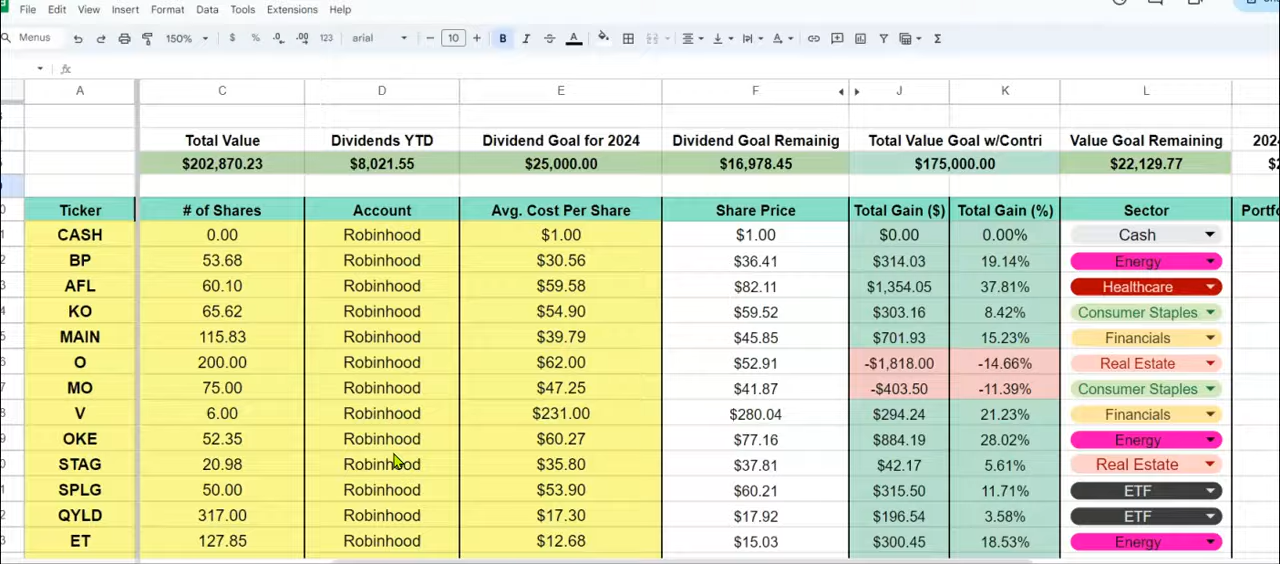 File Edit View Insert Format Data Tools Extensions Help
Menus 150% $ % .0 .00 123 arial − 10 + B I S A Σ
fx
A C D E F J K L
Total Value Dividends YTD Dividend Goal for 2024 Dividend Goal Remainig Total Value Goal w/Contri Value Goal Remaining 2024
$202,870.23 $8,021.55 $25,000.00 $16,978.45 $175,000.00 $22,129.77
Ticker # of Shares Account Avg. Cost Per Share Share Price Total Gain ($) Total Gain (%) Sector Portfo
CASH 0.00 Robinhood $1.00 $1.00 $0.00 0.00% Cash
BP 53.68 Robinhood $30.56 $36.41 $314.03 19.14% Energy
AFL 60.10 Robinhood $59.58 $82.11 $1,354.05 37.81% Healthcare
KO 65.62 Robinhood $54.90 $59.52 $303.16 8.42% Consumer Staples
MAIN 115.83 Robinhood $39.79 $45.85 $701.93 15.23% Financials
O 200.00 Robinhood $62.00 $52.91 -$1,818.00 -14.66% Real Estate
MO 75.00 Robinhood $47.25 $41.87 -$403.50 -11.39% Consumer Staples
V 6.00 Robinhood $231.00 $280.04 $294.24 21.23% Financials
OKE 52.35 Robinhood $60.27 $77.16 $884.19 28.02% Energy
STAG 20.98 Robinhood $35.80 $37.81 $42.17 5.61% Real Estate
SPLG 50.00 Robinhood $53.90 $60.21 $315.50 11.71% ETF
QYLD 317.00 Robinhood $17.30 $17.92 $196.54 3.58% ETF
ET 127.85 Robinhood $12.68 $15.03 $300.45 18.53% Energy